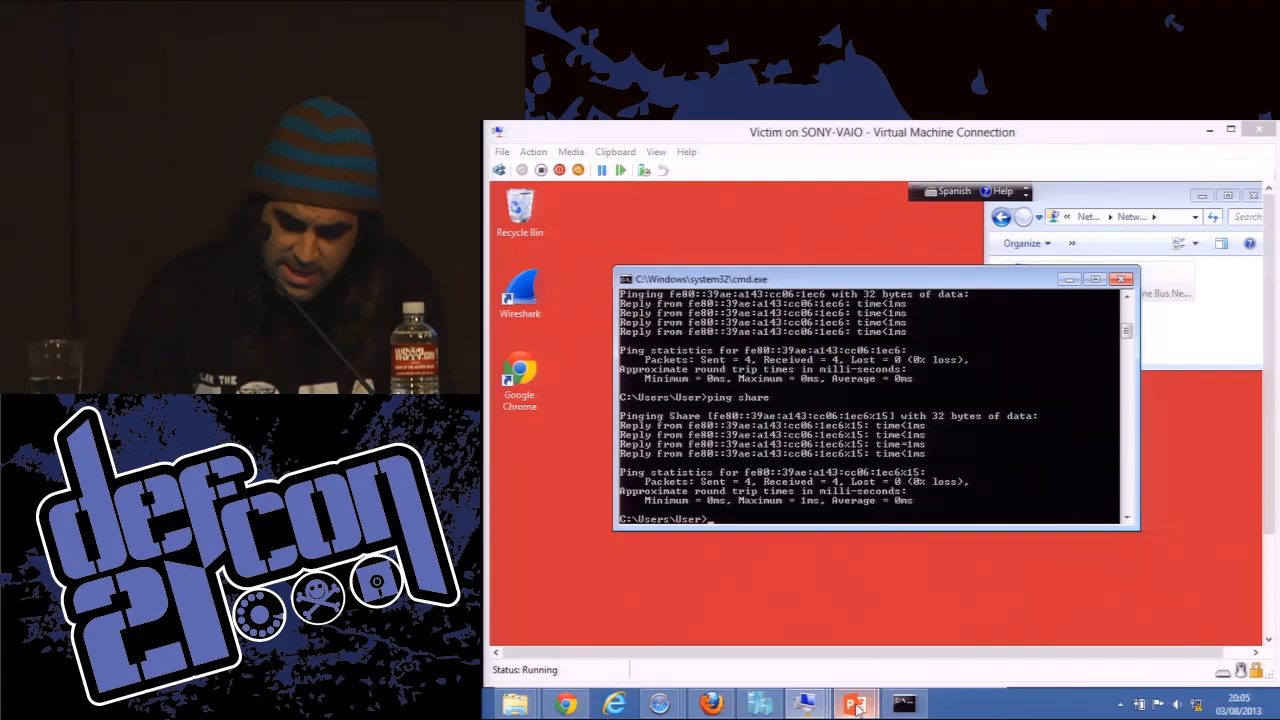 Victim on SONY-VAIO - Virtual Machine Connection
File Action Media Clipboard View Help
Spanish Help
Recycle Bin
Net... Netw... Search
Organize »
C:\Windows\system32\cmd.exe
ne Bus Ne...
Pinging fe80::39ae:a143:cc06:1ec6 with 32 bytes of data:
Reply from fe80::39ae:a143:cc06:1ec6: time<1ms
Reply from fe80::39ae:a143:cc06:1ec6: time<1ms
Reply from fe80::39ae:a143:cc06:1ec6: time<1ms
Reply from fe80::39ae:a143:cc06:1ec6: time<1ms
Wireshark
Ping statistics for fe80::39ae:a143:cc06:1ec6:
Packets: Sent = 4, Received = 4, Lost = 0 (0% loss),
Approximate round trip times in milli-seconds:
Minimum = 0ms, Maximum = 0ms, Average = 0ms
Google
Chrome
C:\Users\User>ping share
Pinging Share [fe80::39ae:a143:cc06:1ec6%15] with 32 bytes of data:
Reply from fe80::39ae:a143:cc06:1ec6%15: time<1ms
Reply from fe80::39ae:a143:cc06:1ec6%15: time<1ms
Reply from fe80::39ae:a143:cc06:1ec6%15: time=1ms
Reply from fe80::39ae:a143:cc06:1ec6%15: time<1ms
Ping statistics for fe80::39ae:a143:cc06:1ec6%15:
Packets: Sent = 4, Received = 4, Lost = 0 (0% loss),
Approximate round trip times in milli-seconds:
Minimum = 0ms, Maximum = 1ms, Average = 0ms
C:\Users\User>_
Status: Running
20:05
03/08/2013
defcon
21